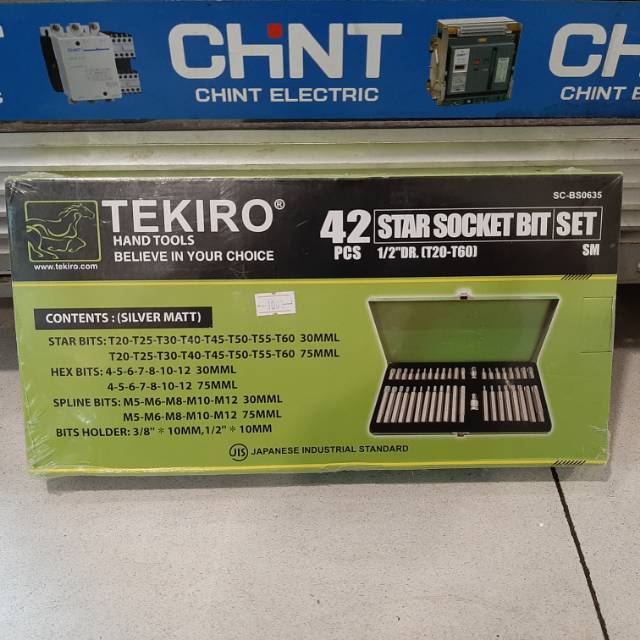 CHINT
CHINT ELECTRIC
CHINT ELEC
SC-BS0635
TEKIRO®
HAND TOOLS
BELIEVE IN YOUR CHOICE
www.tekiro.com
42 PCS
STAR SOCKET BIT SET
1/2"DR. (T20-T60)
SM
CONTENTS : (SILVER MATT)
STAR BITS: T20-T25-T30-T40-T45-T50-T55-T60 30MML
T20-T25-T30-T40-T45-T50-T55-T60 75MML
HEX BITS: 4-5-6-7-8-10-12 30MML
4-5-6-7-8-10-12 75MML
SPLINE BITS: M5-M6-M8-M10-M12 30MML
M5-M6-M8-M10-M12 75MML
BITS HOLDER: 3/8" * 10MM,1/2" * 10MM
JIS JAPANESE INDUSTRIAL STANDARD